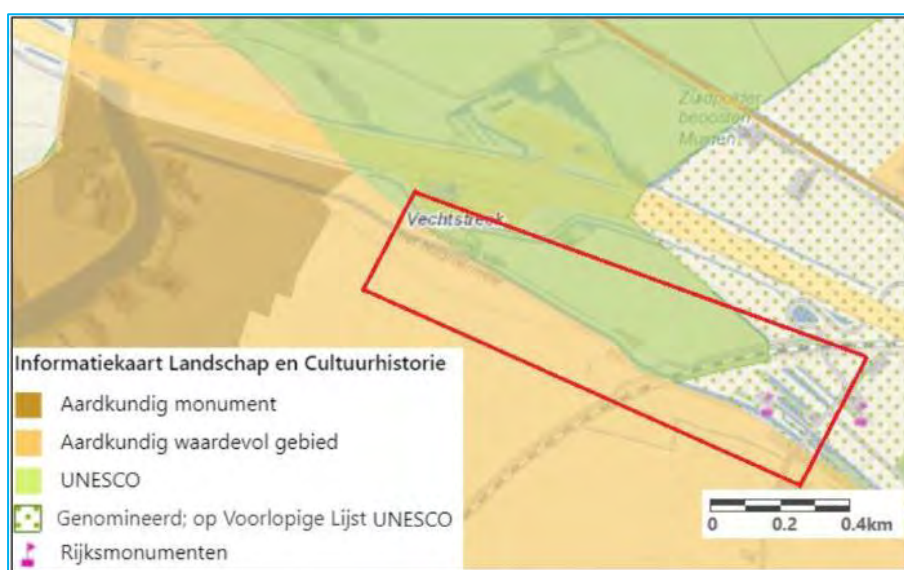 Zuidpolder
beoosten
Muiden
Vechtstreek
Informatiekaart Landschap en Cultuurhistorie
Aardkundig monument
Aardkundig waardevol gebied
UNESCO
Genomineerd; op Voorlopige Lijst UNESCO
Rijksmonumenten
0 0.2 0.4km